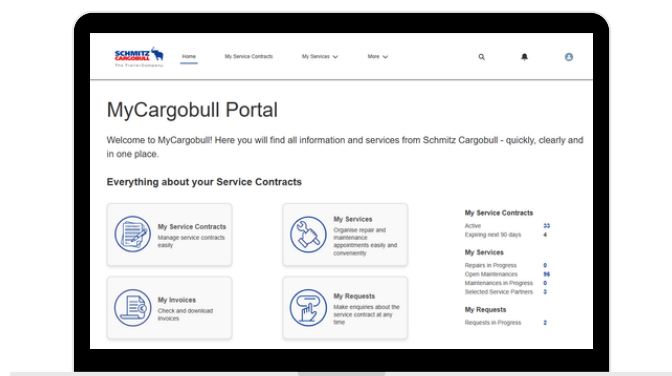 SCHMITZ
CARGOBULL
The Trailer Company.
Home
My Service Contracts
My Services
More
MyCargobull Portal
Welcome to MyCargobull! Here you will find all information and services from Schmitz Cargobull - quickly, clearly and
in one place.
Everything about your Service Contracts
My Service Contracts
Manage service contracts
easily
My Services
Organise repair and
maintenance
appointments easily and
conveniently
My Invoices
Check and download
invoices
My Requests
Make enquiries about the
service contract at any
time
My Service Contracts
Active 33
Expiring next 90 days 4
My Services
Repairs in Progress 0
Open Maintenances 96
Maintenances in Progress 0
Selected Service Partners 3
My Requests
Requests in Progress 2